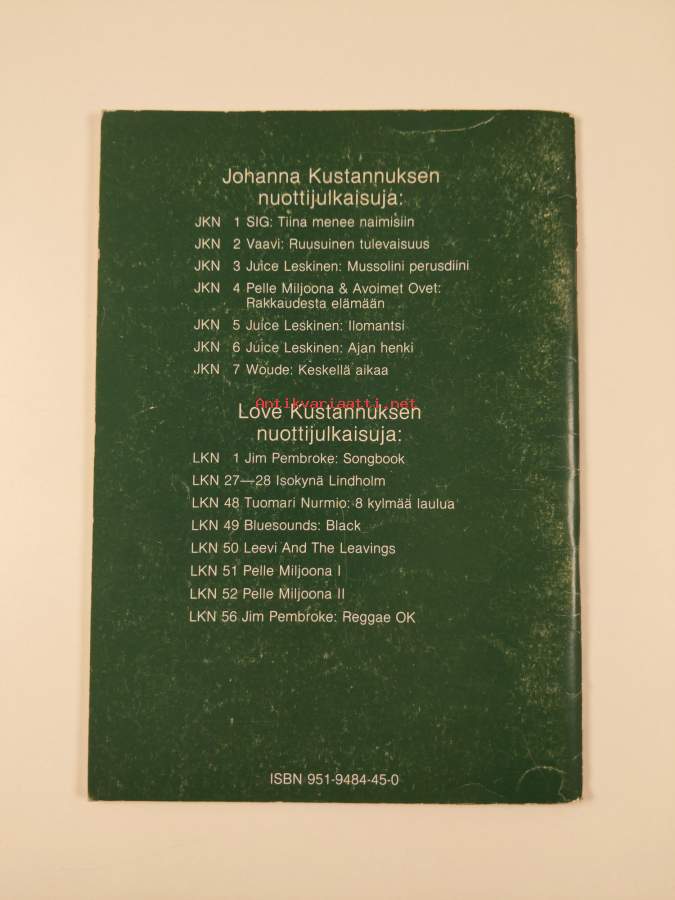 Johanna Kustannuksen
nuottijulkaisuja:
JKN 1 SIG: Tiina menee naimisiin
JKN 2 Vaavi: Ruusuinen tulevaisuus
JKN 3 Juice Leskinen: Mussolini perusdiini
JKN 4 Pelle Miljoona & Avoimet Ovet:
Rakkaudesta elämään
JKN 5 Juice Leskinen: Ilomantsi
JKN 6 Juice Leskinen: Ajan henki
JKN 7 Woude: Keskellä aikaa
Antikvariaatti.net
Love Kustannuksen
nuottijulkaisuja:
LKN 1 Jim Pembroke: Songbook
LKN 27—28 Isokynä Lindholm
LKN 48 Tuomari Nurmio: 8 kylmää laulua
LKN 49 Bluesounds: Black
LKN 50 Leevi And The Leavings
LKN 51 Pelle Miljoona I
LKN 52 Pelle Miljoona II
LKN 56 Jim Pembroke: Reggae OK
ISBN 951-9484-45-0